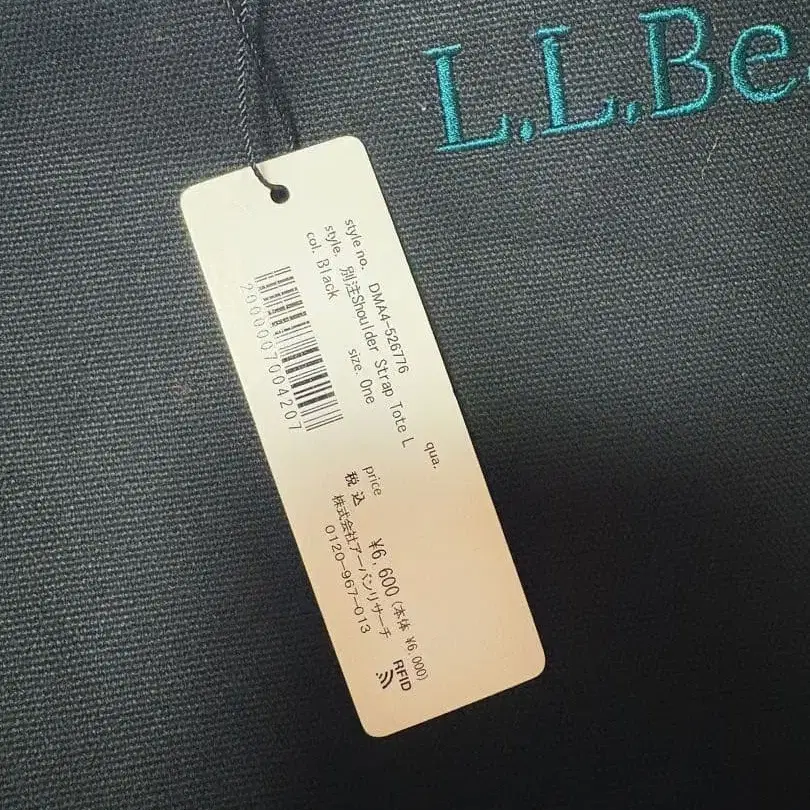 L.L.Be
style no. DMA4-526776
style. 別注Shoulder Strap Tote L
col. Black size. One
2000007004207
qua.
price
税込 ¥6,600 (本体 ¥6,000)
株式会社アーバンリサーチ
0120-967-013
RFID